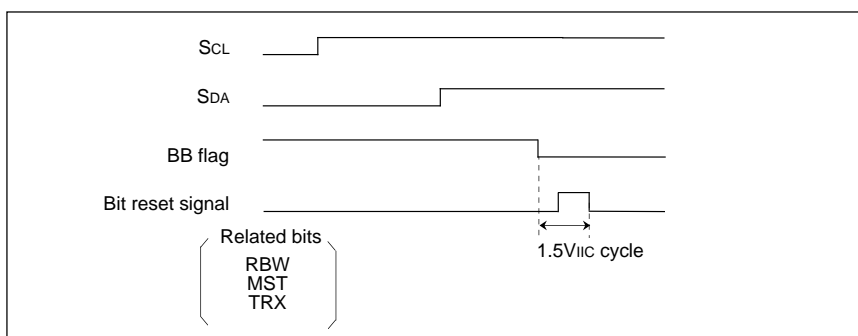 SCL
SDA
BB flag
Bit reset signal
Related bits
RBW
MST
TRX
1.5VIIC cycle